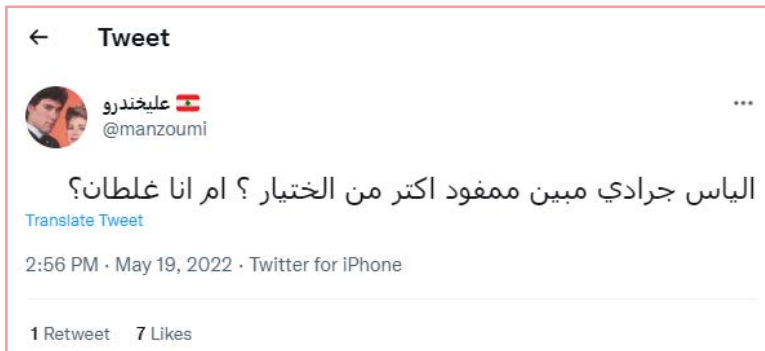 ← Tweet
عليخندرو 🇱🇧
@manzoumi
الياس جرادي مبين ممفود اكتر من الختيار ؟ ام انا غلطان؟
Translate Tweet
2:56 PM · May 19, 2022 · Twitter for iPhone
1 Retweet 7 Likes